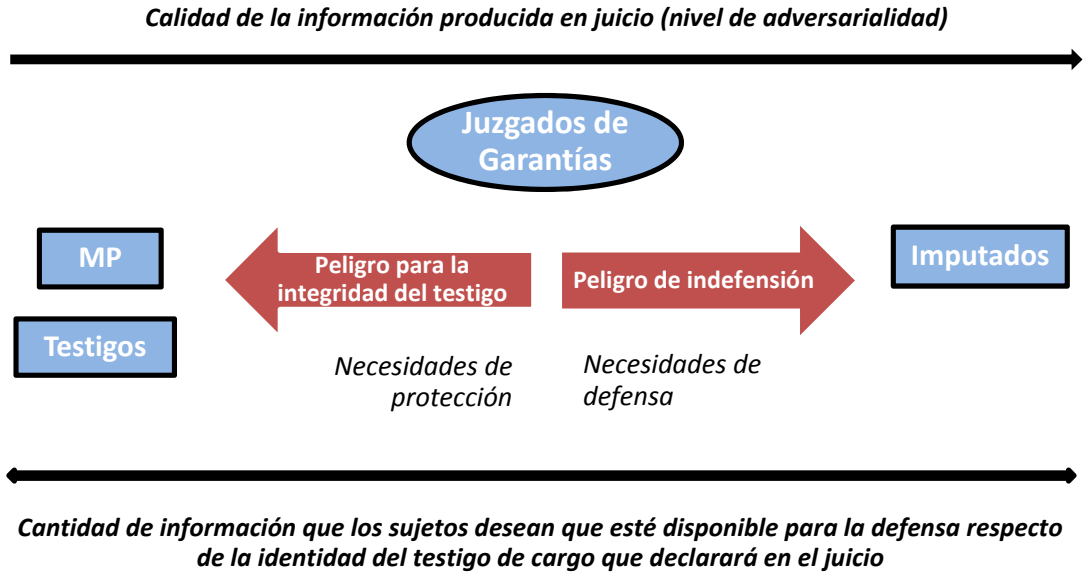 Calidad de la información producida en juicio (nivel de adversarialidad)
Juzgados de
Garantías
MP
Testigos
Peligro para la
integridad del testigo
Peligro de indefensión
Imputados
Necesidades de
protección
Necesidades de
defensa
Cantidad de información que los sujetos desean que esté disponible para la defensa respecto
de la identidad del testigo de cargo que declarará en el juicio